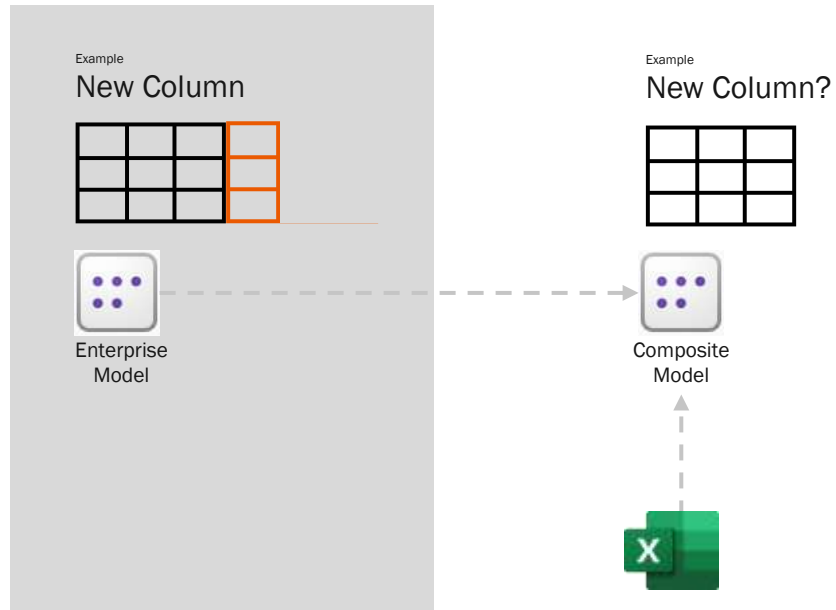 Example
New Column
Enterprise
Model
Example
New Column?
Composite
Model
X